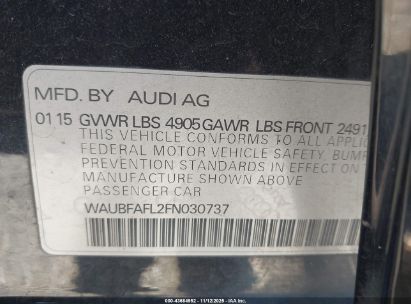 MFD. BY AUDI AG
01 15 GVWR LBS 4905 GAWR LBS FRONT 2491
THIS VEHICLE CONFORMS TO ALL
FEDERAL MOTOR VEHICLE SAFETY, BUMP
THEFT PREVENTION STANDARDS IN EFFECT ON
MANUFACTURE SHOWN ABOVE
PASSENGER CAR
WAUBFAFL2FN030737